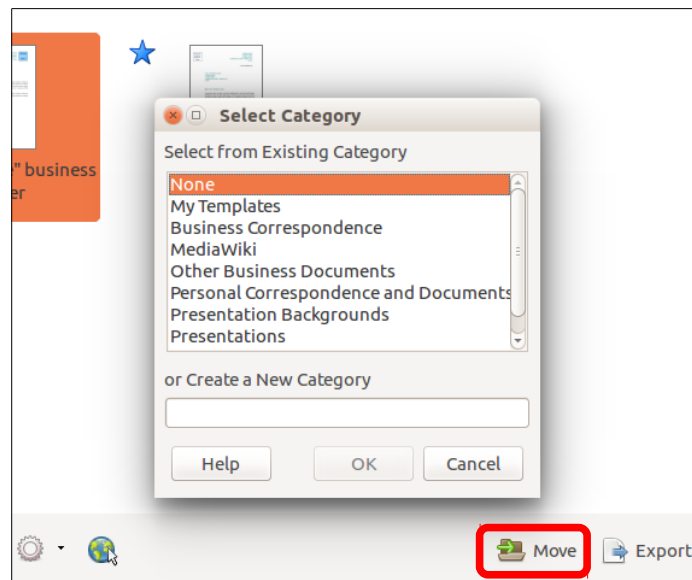 Select Category
Select from Existing Category
" business
er
None
My Templates
Business Correspondence
MediaWiki
Other Business Documents
Personal Correspondence and Documents
Presentation Backgrounds
Presentations
or Create a New Category
Help OK Cancel
Move Export